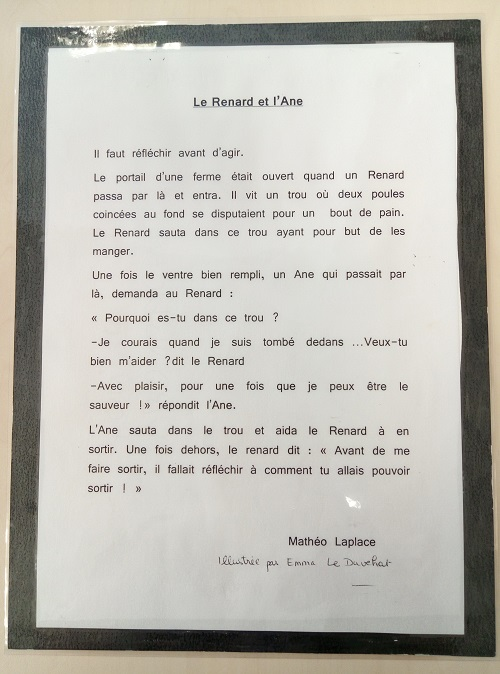 Le Renard et l'Ane
Il faut réfléchir avant d'agir.
Le portail d'une ferme était ouvert quand un Renard
passa par là et entra. Il vit un trou où deux poules
coincées au fond se disputaient pour un bout de pain.
Le Renard sauta dans ce trou ayant pour but de les
manger.
Une fois le ventre bien rempli, un Ane qui passait par
là, demanda au Renard :
« Pourquoi es-tu dans ce trou ?
-Je courais quand je suis tombé dedans ...Veux-tu
bien m'aider ?dit le Renard
-Avec plaisir, pour une fois que je peux être le
sauveur !» répondit l'Ane.
L'Ane sauta dans le trou et aida le Renard à en
sortir. Une fois dehors, le renard dit : « Avant de me
faire sortir, il fallait réfléchir à comment tu allais pouvoir
sortir ! »
Mathéo Laplace
Illustrée par Emma Le